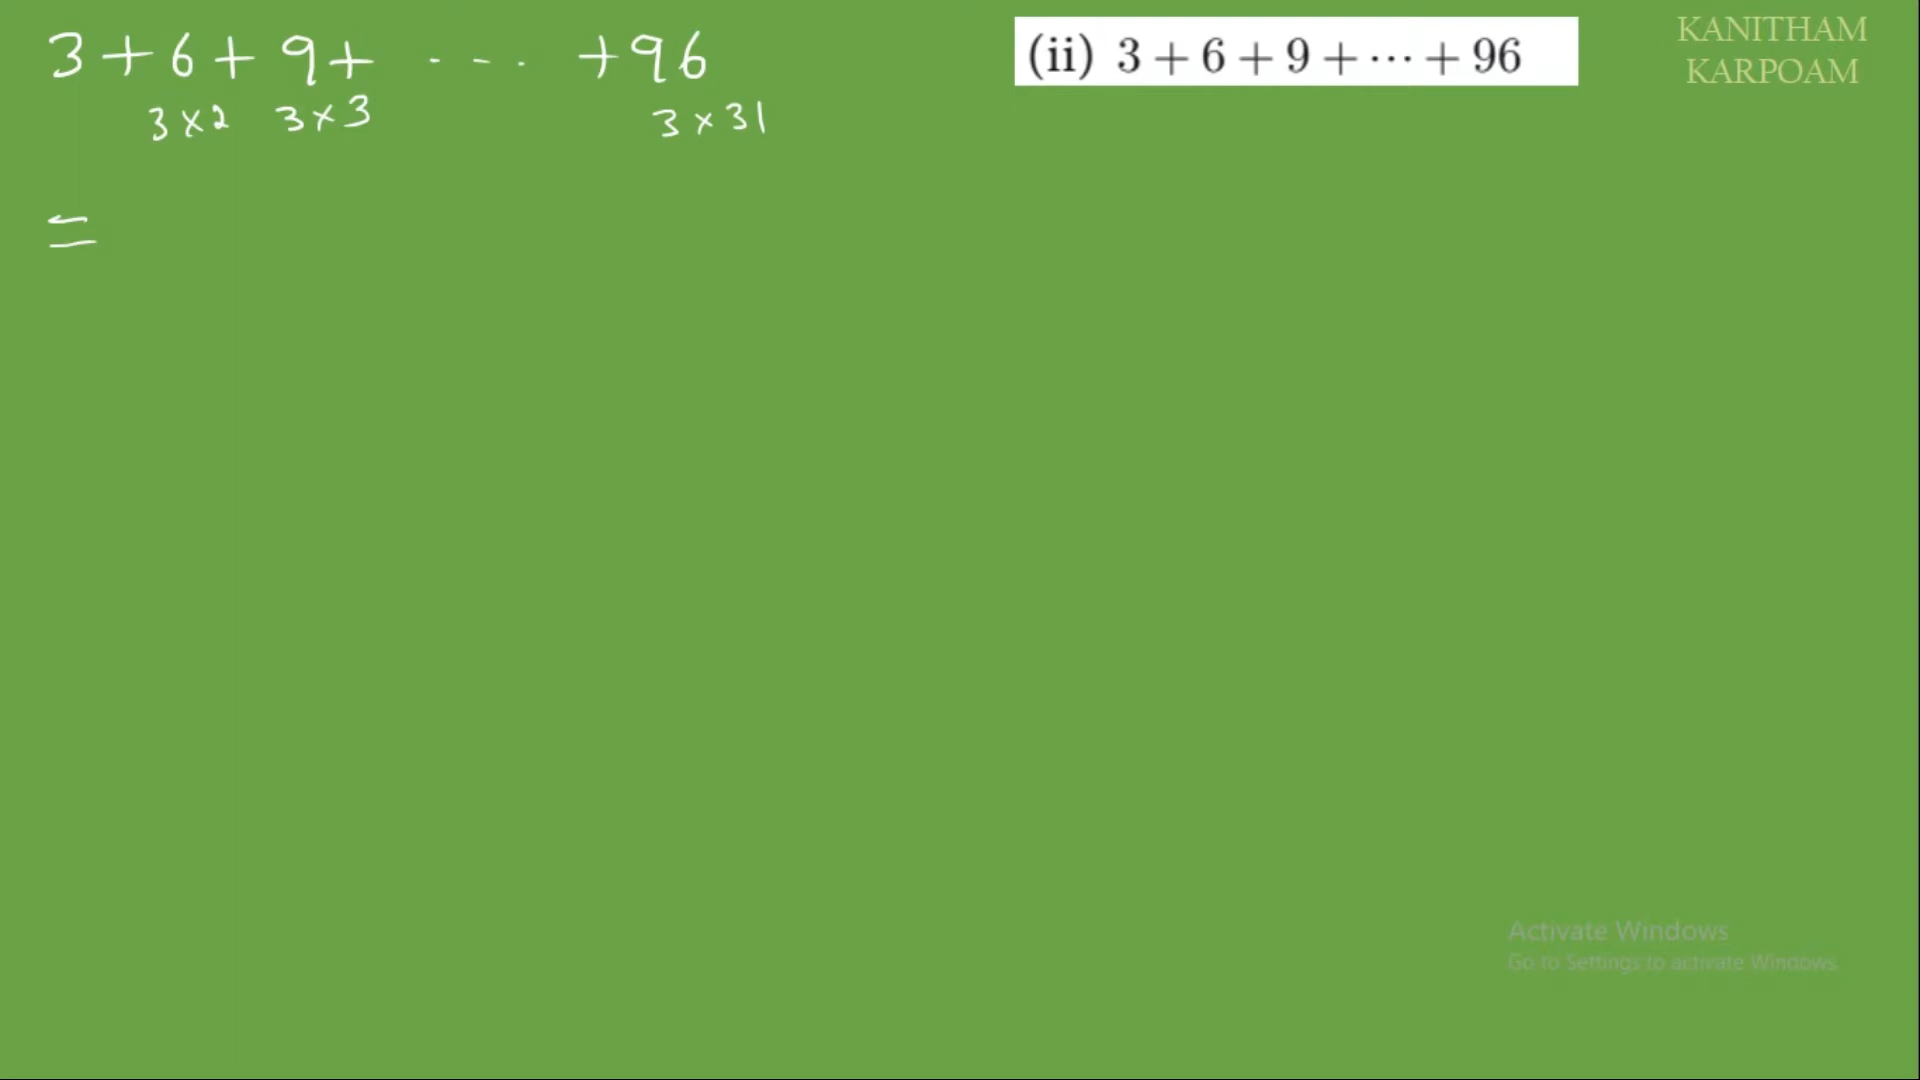 3 + 6 + 9 + . - - . + 96
3 × 2 3 × 3 3 × 31
=
(ii) 3 + 6 + 9 + ⋯ + 96
KANITHAM
KARPOAM
Activate Windows
Go to Settings to activate Windows.